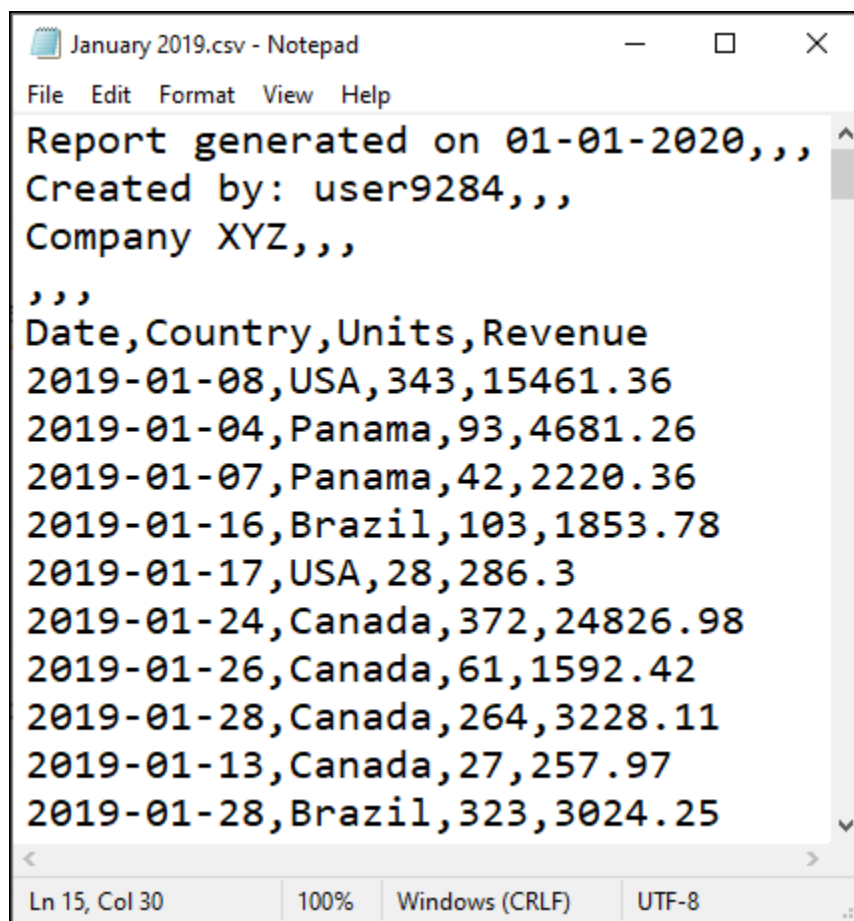 January 2019.csv - Notepad
File Edit Format View Help
Report generated on 01-01-2020,,,
Created by: user9284,,,
Company XYZ,,,
,,,
Date,Country,Units,Revenue
2019-01-08,USA,343,15461.36
2019-01-04,Panama,93,4681.26
2019-01-07,Panama,42,2220.36
2019-01-16,Brazil,103,1853.78
2019-01-17,USA,28,286.3
2019-01-24,Canada,372,24826.98
2019-01-26,Canada,61,1592.42
2019-01-28,Canada,264,3228.11
2019-01-13,Canada,27,257.97
2019-01-28,Brazil,323,3024.25
Ln 15, Col 30 100% Windows (CRLF) UTF-8